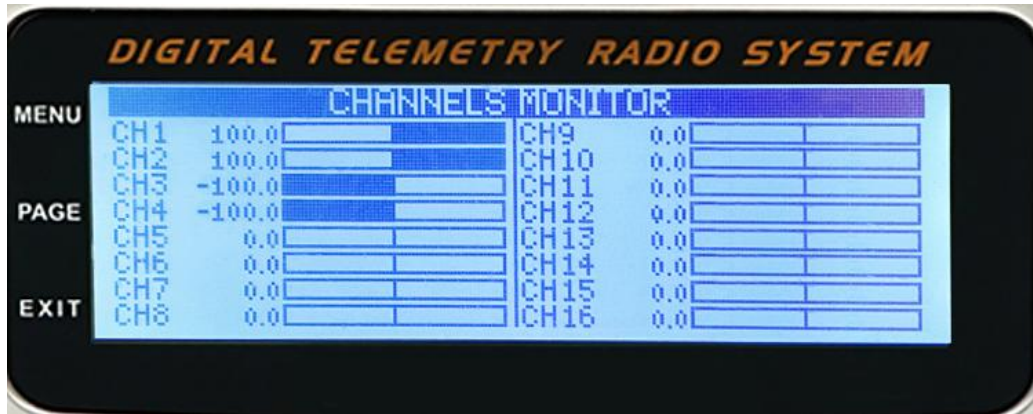 DIGITAL TELEMETRY RADIO SYSTEM
MENU
PAGE
EXIT
CHANNELS MONITOR
CH1 100.0
CH2 100.0
CH3 -100.0
CH4 -100.0
CH5 0.0
CH6 0.0
CH7 0.0
CH8 0.0
CH9 0.0
CH10 0.0
CH11 0.0
CH12 0.0
CH13 0.0
CH14 0.0
CH15 0.0
CH16 0.0